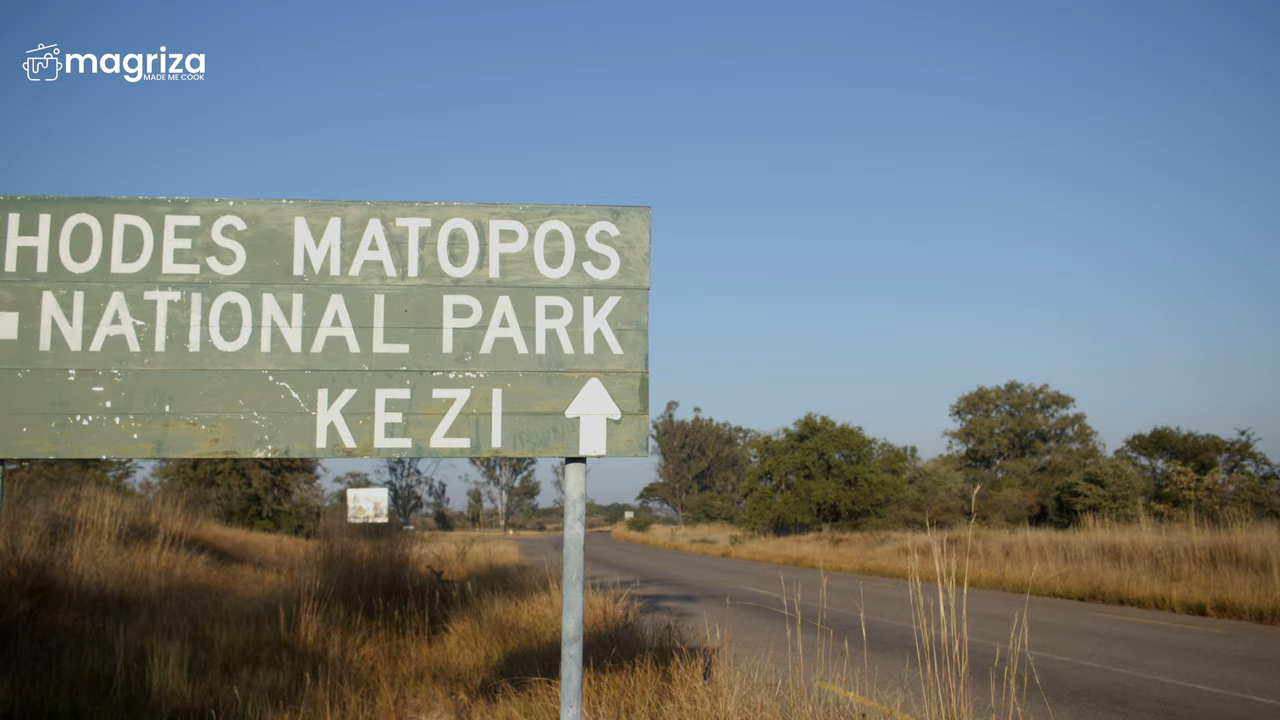 magriza
MADE ME COOK
HODES MATOPOS
NATIONAL PARK
KEZI